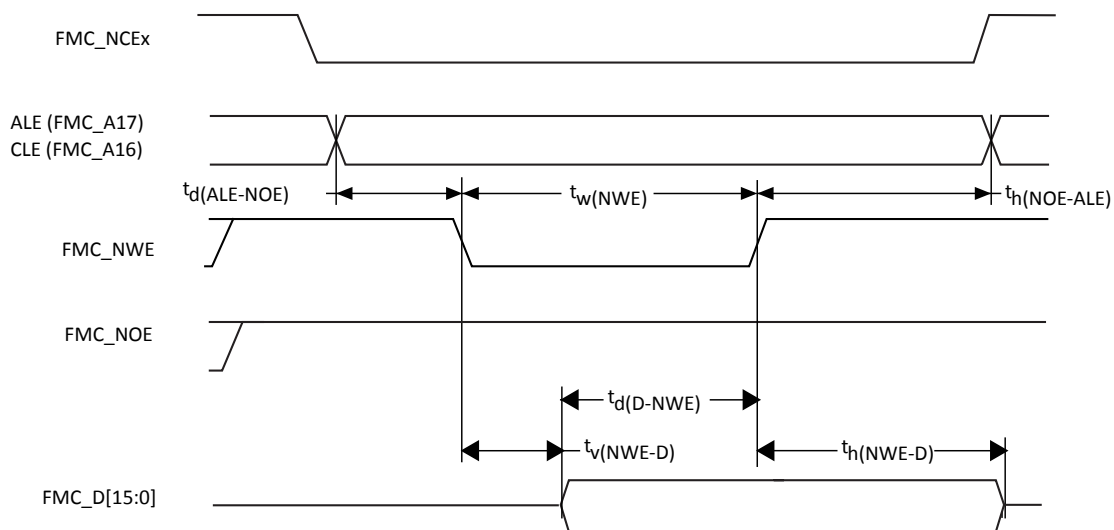 FMC_NCEx
ALE (FMC_A17)
CLE (FMC_A16)
td(ALE-NOE) tw(NWE) th(NOE-ALE)
FMC_NWE
FMC_NOE
td(D-NWE)
tv(NWE-D) th(NWE-D)
FMC_D[15:0]